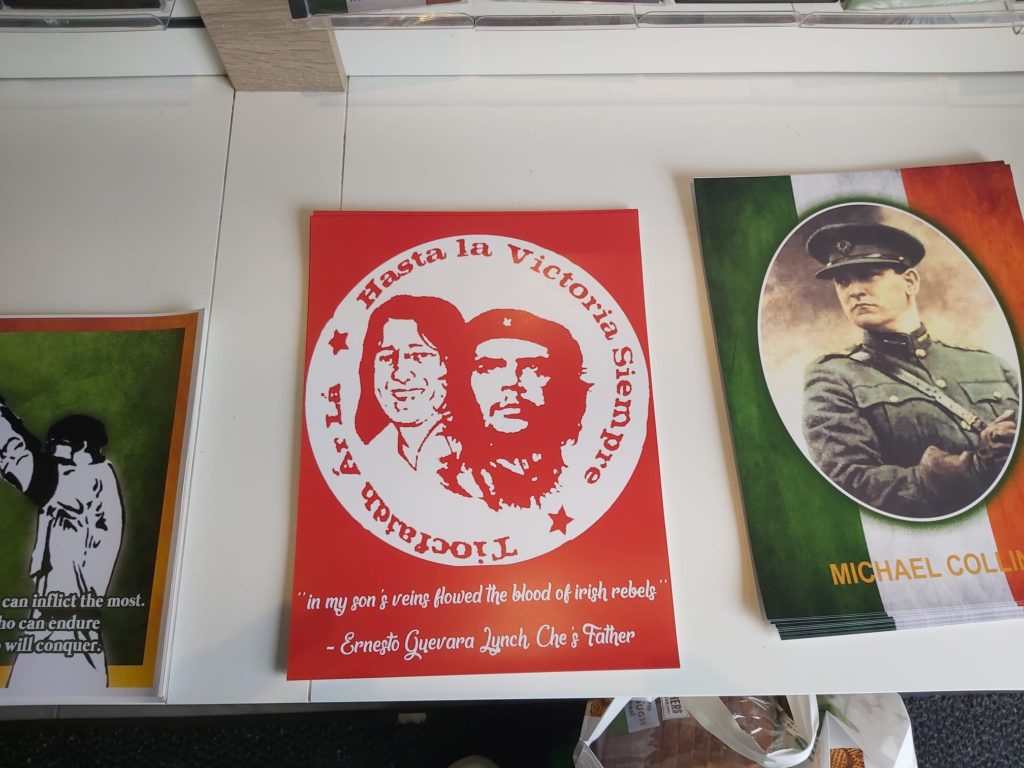 can inflict the most.
who can endure
will conquer.
Tiocfaidh Ár Lá ★ Hasta la Victoria Siempre ★
"in my son's veins flowed the blood of irish rebels"
- Ernesto Guevara Lynch, Che's Father
MICHAEL COLLIN